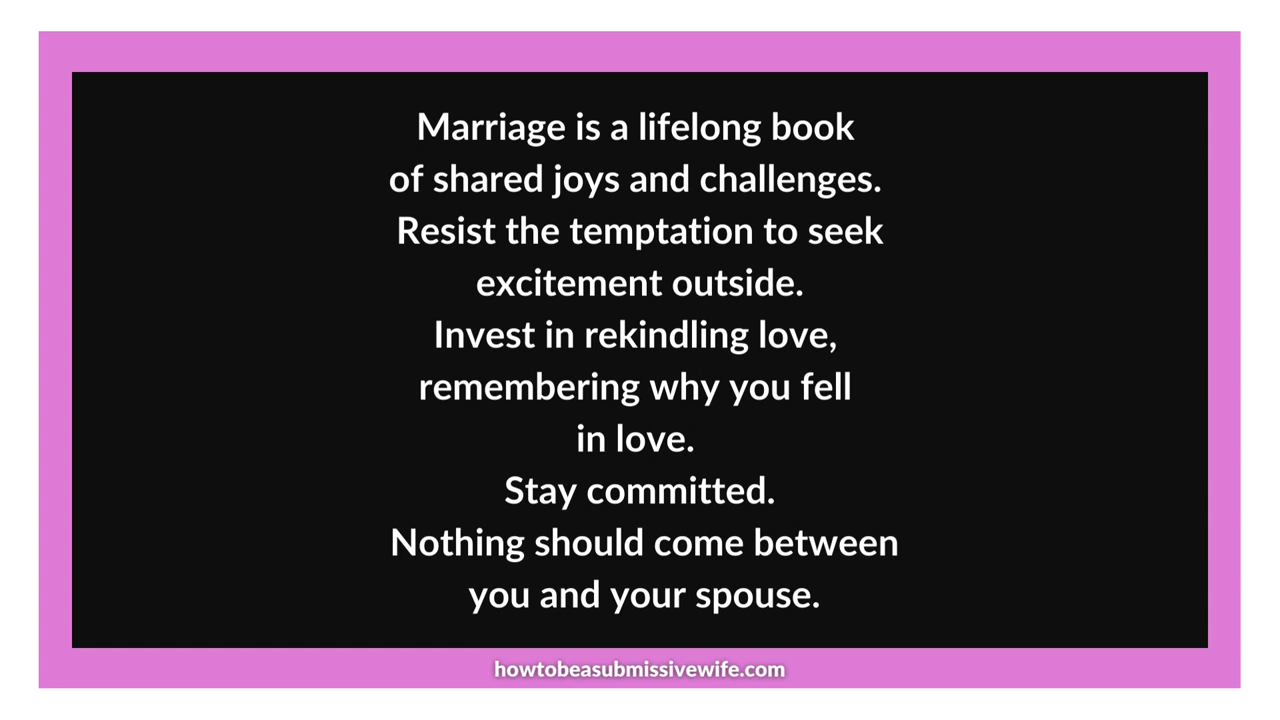 Marriage is a lifelong book
of shared joys and challenges.
Resist the temptation to seek
excitement outside.
Invest in rekindling love,
remembering why you fell
in love.
Stay committed.
Nothing should come between
you and your spouse.
howtobeasubmissivewife.com